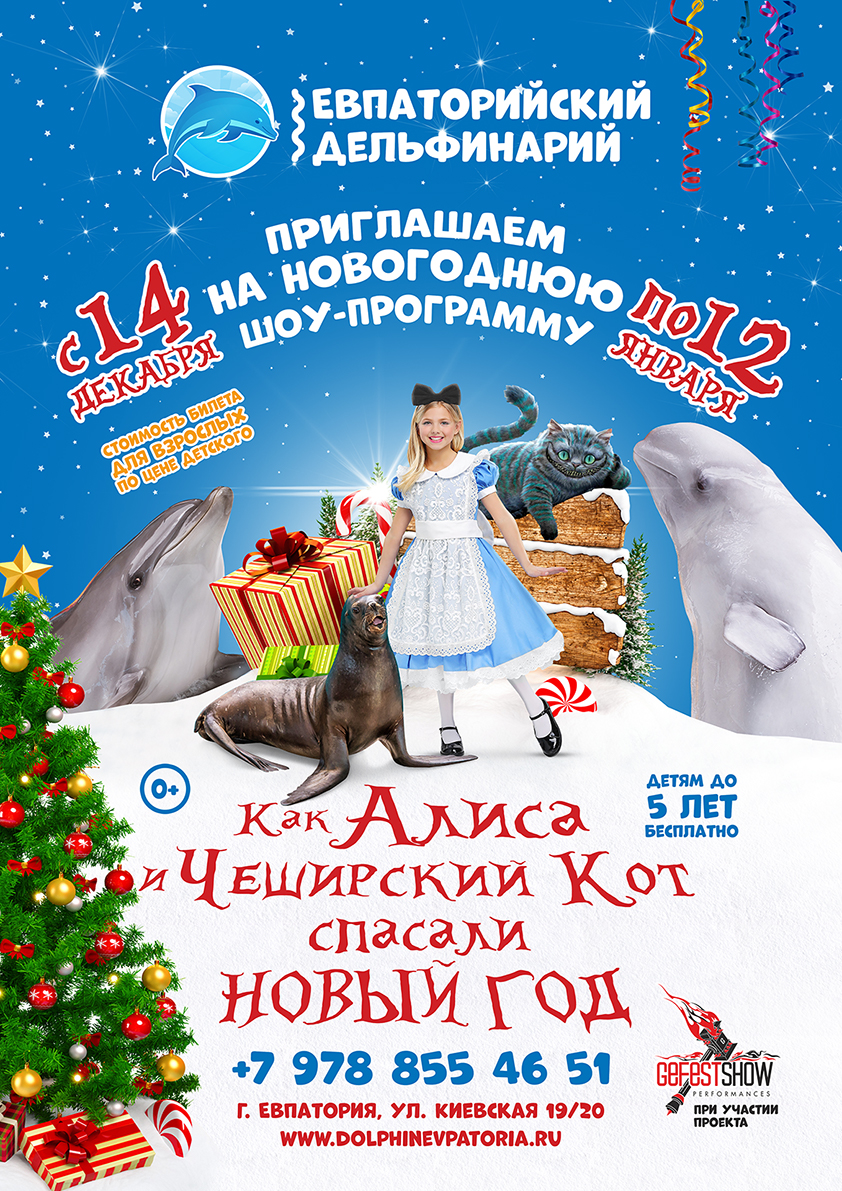 ЕВПАТОРИЙСКИЙ
ДЕЛЬФИНАРИЙ
ПРИГЛАШАЕМ
НА НОВОГОДНЮЮ
ШОУ-ПРОГРАММУ
с 14
ДЕКАБРЯ
по 12
ЯНВАРЯ
СТОИМОСТЬ БИЛЕТА
ДЛЯ ВЗРОСЛЫХ
ПО ЦЕНЕ ДЕТСКОГО
0+
ДЕТЯМ ДО
5 ЛЕТ
БЕСПЛАТНО
Как Алиса
и Чеширский Кот
спасали
НОВЫЙ ГОД
+7 978 855 46 51
Г. ЕВПАТОРИЯ, УЛ. КИЕВСКАЯ 19/20
WWW.DOLPHINEVPATORIA.RU
GEFESTSHOW
PERFORMANCES
ПРИ УЧАСТИИ
ПРОЕКТА